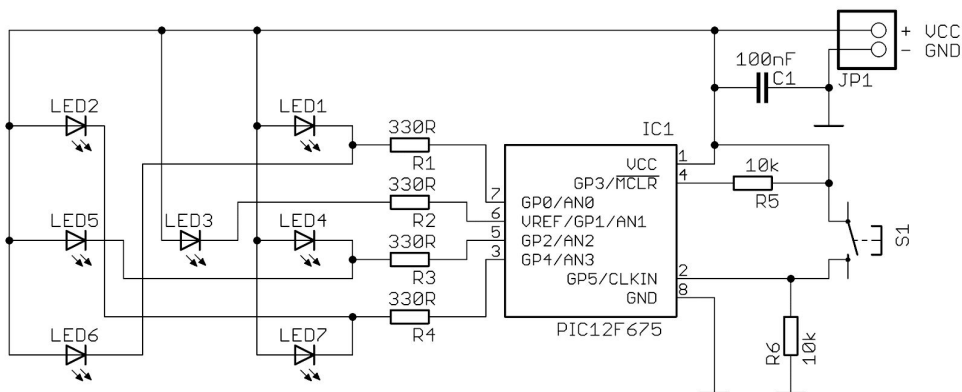 + VCC
- GND
JP1
100nF
C1
LED2
LED1
330R
R1
IC1
VCC
1
GP3/MCLR
4
10k
R5
7
GP0/AN0
330R
R2
6
VREF/GP1/AN1
LED5
LED3
LED4
5
GP2/AN2
S1
330R
R3
3
GP4/AN3
GP5/CLKIN
2
GND
8
330R
R4
PIC12F675
LED6
LED7
R6
10k